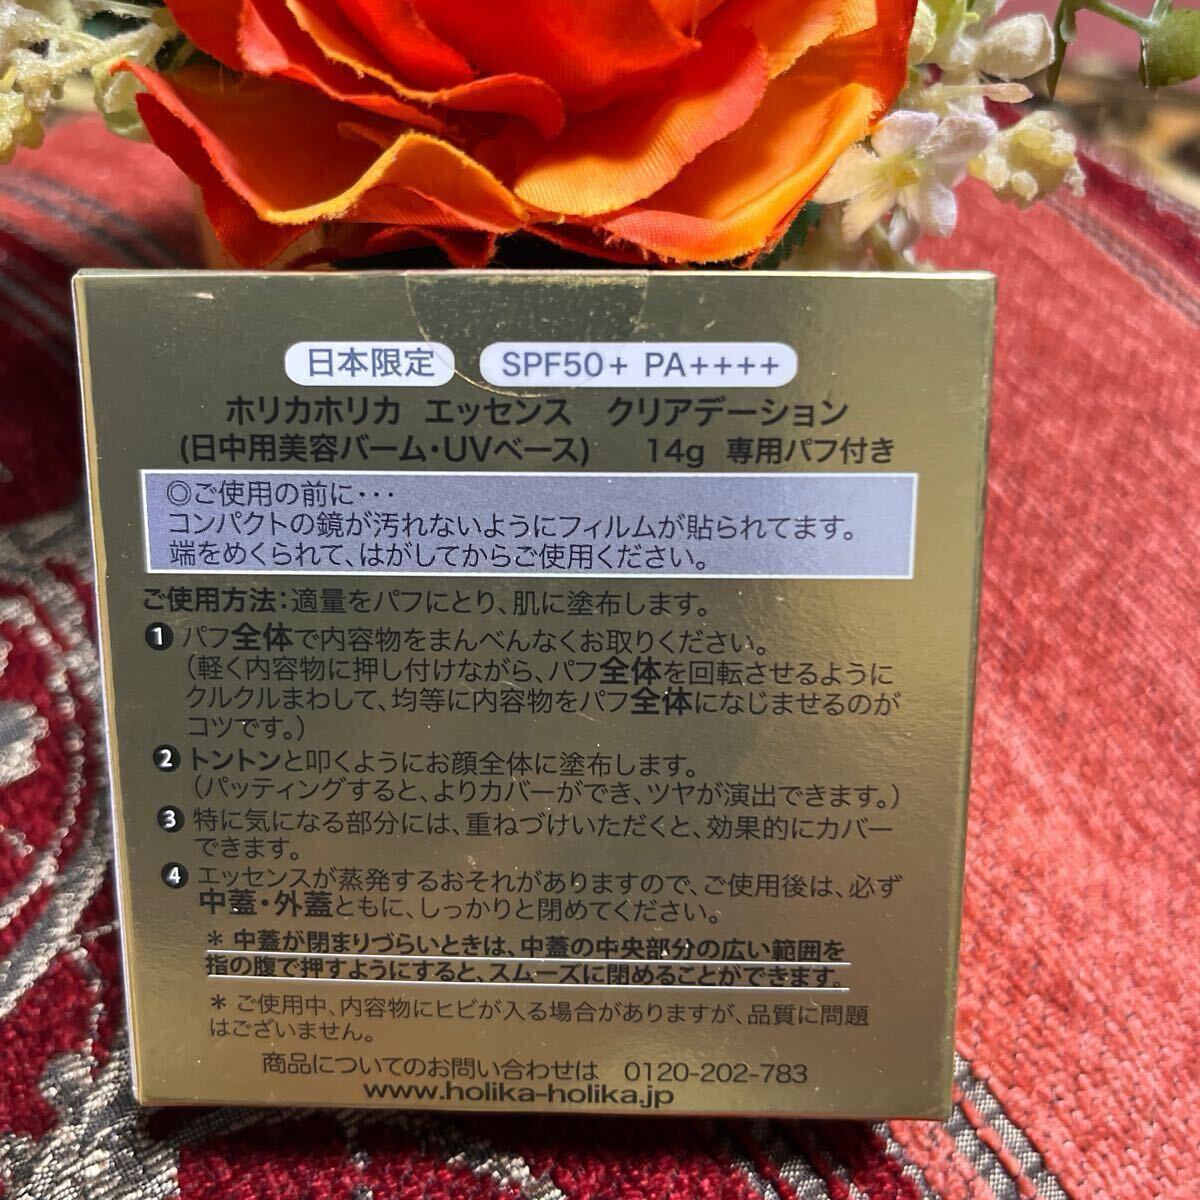 日本限定 SPF50+ PA++++
ホリカホリカ エッセンス クリアデーション
(日中用美容バーム・UVベース) 14g 専用パフ付き
◎ご使用の前に・・・
コンパクトの鏡が汚れないようにフィルムが貼られてます。
端をめくられて、はがしてからご使用ください。
ご使用方法:適量をパフにとり、肌に塗布します。
❶ パフ全体で内容物をまんべんなくお取りください。
(軽く内容物に押し付けながら、パフ全体を回転させるように
クルクルまわして、均等に内容物をパフ全体になじませるのが
コツです。)
❷ トントンと叩くようにお顔全体に塗布します。
(パッティングすると、よりカバーができ、ツヤが演出できます。)
❸ 特に気になる部分には、重ねづけいただくと、効果的にカバー
できます。
❹ エッセンスが蒸発するおそれがありますので、ご使用後は、必ず
中蓋・外蓋ともに、しっかりと閉めてください。
＊ 中蓋が閉まりづらいときは、中蓋の中央部分の広い範囲を
指の腹で押すようにすると、スムーズに閉めることができます。
＊ ご使用中、内容物にヒビが入る場合がありますが、品質に問題
はございません。
商品についてのお問い合わせは 0120-202-783
www.holika-holika.jp